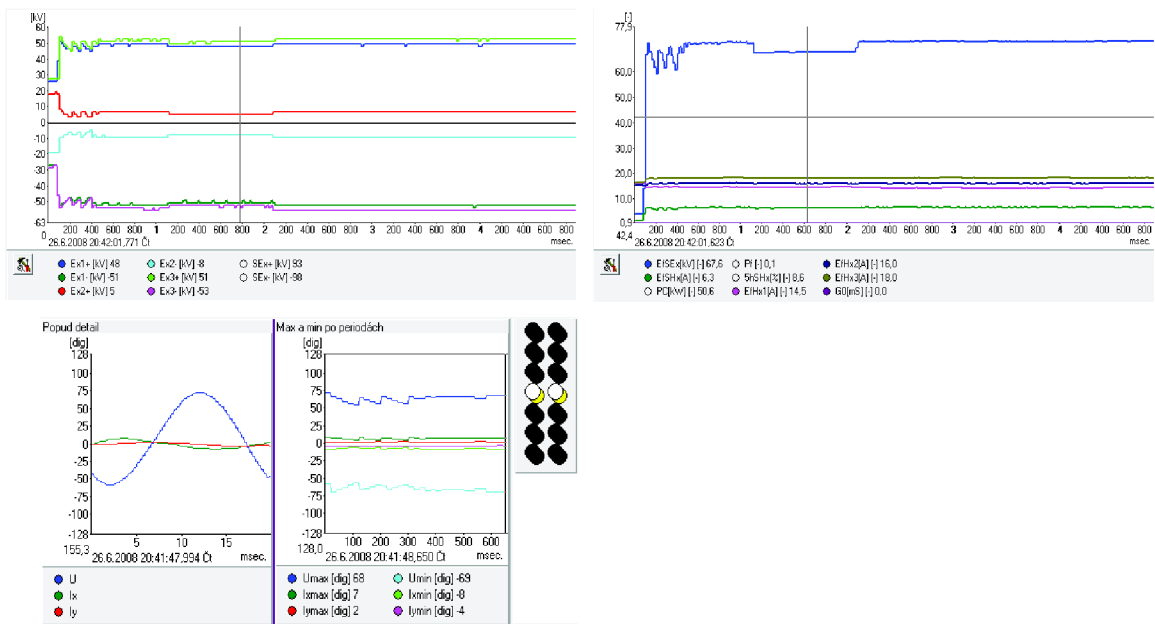 [kV]
60
50
40
30
20
10
0
-10
-20
-30
-40
-50
-63
0
200 400 600 800 1 200 400 600 800 2 200 400 600 800 3 200 400 600 800 4 200 400 600 800
26.6.2008 20:42:01,771 Čt
msec.
Ex1+ [kV] 48
Ex2- [kV] -8
SEx+ [kV] 93
Ex1- [kV] -51
Ex3+ [kV] 51
SEx- [kV] -98
Ex2+ [kV] 5
Ex3- [kV] -53
[-]
77,9
60,0
40,0
30,0
20,0
10,0
0,9
42,4
200 400 600 800 1 200 400 600 800 2 200 400 600 800 3 200 400 600 800 4 200 400 600 800
26.6.2008 20:42:01,623 Čt
msec.
EfSEx[kV] [-] 67,6
Pf [-] 0,1
EfHx2[A] [-] 16,0
EfSHx[A] [-] 6,3
5hSHx[%] [-] 8,6
EfHx3[A] [-] 18,0
PC[kW] [-] 50,6
EfHx1[A] [-] 14,5
G0[mS] [-] 0,0
Popud detail
[dig]
128
100
75
50
25
0
-25
-50
-75
-100
-128
155,3
5 10 15
26.6.2008 20:41:47,994 Čt
msec.
U
Ix
Iy
Max a min po periodách
[dig]
128
100
75
50
25
0
-25
-50
-75
-100
-128
128,0
100 200 300 400 500 600
26.6.2008 20:41:48,650 Čt
msec.
Umax [dig] 68
Umin [dig] -69
Ixmax [dig] 7
Ixmin [dig] -8
Iymax [dig] 2
Iymin [dig] -4